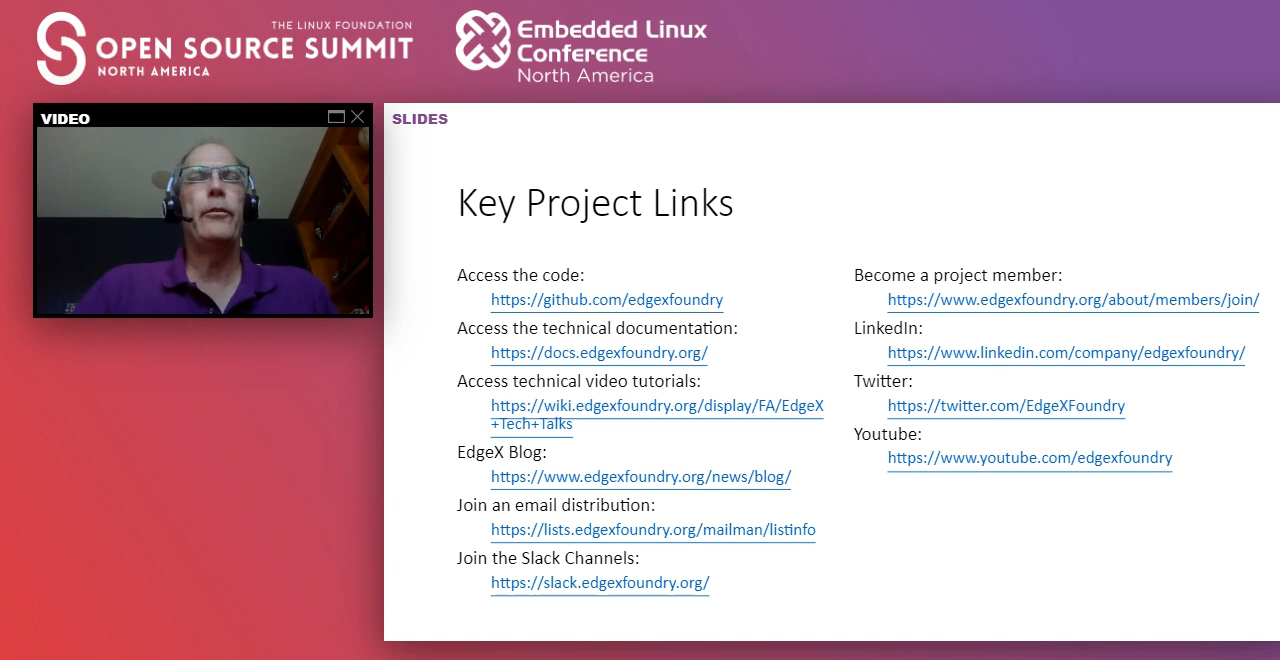 THE LINUX FOUNDATION
OPEN SOURCE SUMMIT
NORTH AMERICA
Embedded Linux
Conference
North America
VIDEO
SLIDES
Key Project Links
Access the code:
https://github.com/edgexfoundry
Access the technical documentation:
https://docs.edgexfoundry.org/
Access technical video tutorials:
https://wiki.edgexfoundry.org/display/FA/EdgeX
+Tech+Talks
EdgeX Blog:
https://www.edgexfoundry.org/news/blog/
Join an email distribution:
https://lists.edgexfoundry.org/mailman/listinfo
Join the Slack Channels:
https://slack.edgexfoundry.org/
Become a project member:
https://www.edgexfoundry.org/about/members/join/
LinkedIn:
https://www.linkedin.com/company/edgexfoundry/
Twitter:
https://twitter.com/EdgeXFoundry
Youtube:
https://www.youtube.com/edgexfoundry